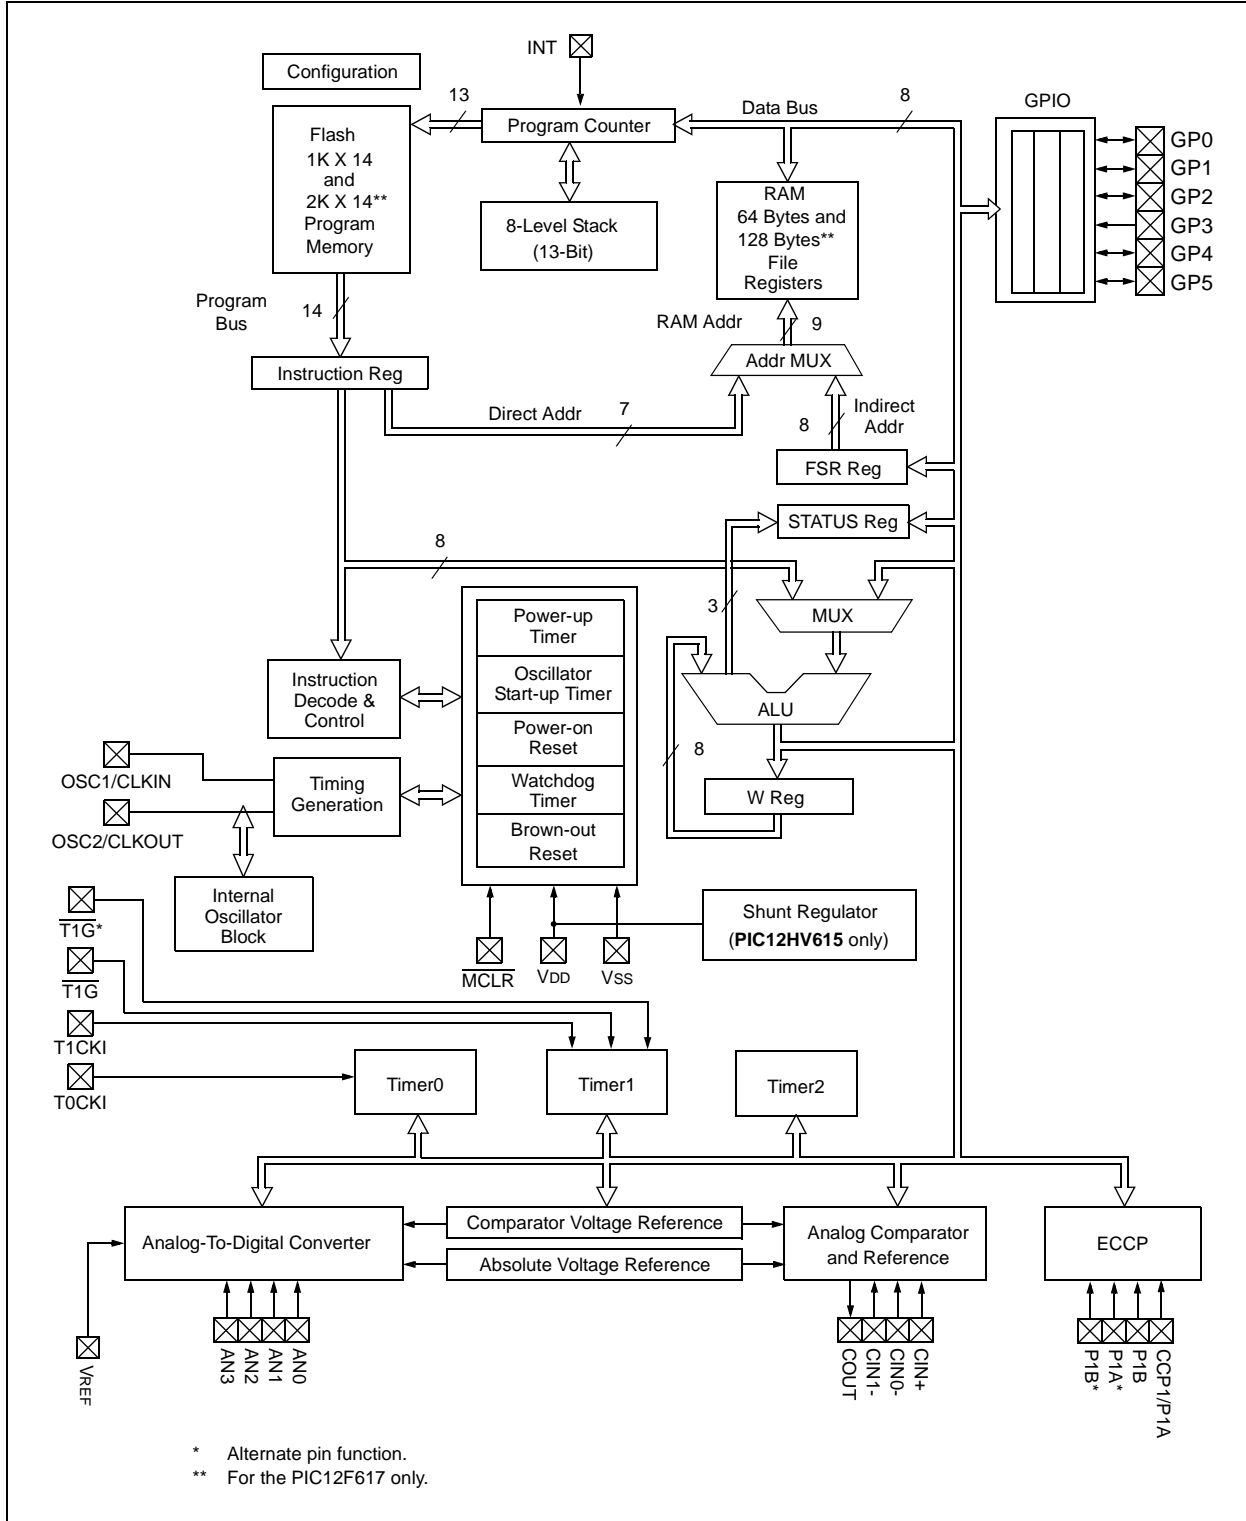 INT
Configuration
13
Program Counter
Data Bus
8
GPIO
Flash
1K X 14
and
2K X 14**
Program
Memory
8-Level Stack
(13-Bit)
RAM
64 Bytes and
128 Bytes**
File
Registers
GP0
GP1
GP2
GP3
GP4
GP5
Program
Bus
14
RAM Addr
9
Addr MUX
Instruction Reg
Direct Addr
7
Indirect
Addr
8
FSR Reg
STATUS Reg
8
3
MUX
Power-up
Timer
Oscillator
Start-up Timer
Power-on
Reset
Watchdog
Timer
Brown-out
Reset
Instruction
Decode &
Control
ALU
8
W Reg
OSC1/CLKIN
Timing
Generation
OSC2/CLKOUT
Internal
Oscillator
Block
T1G*
T1G
T1CKI
T0CKI
MCLR
VDD
VSS
Shunt Regulator
(PIC12HV615 only)
Timer0
Timer1
Timer2
Analog-To-Digital Converter
Comparator Voltage Reference
Absolute Voltage Reference
Analog Comparator
and Reference
ECCP
VREF
AN3
AN2
AN1
AN0
COUT
CIN1-
CIN0-
CIN+
P1B*
P1A*
P1B
CCP1/P1A
* Alternate pin function.
** For the PIC12F617 only.